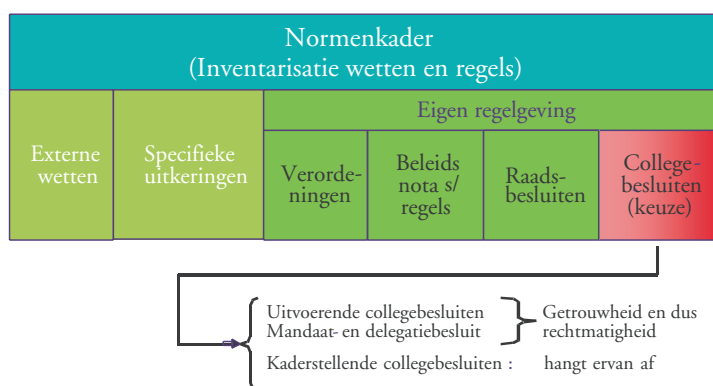 Normenkader
(Inventarisatie wetten en regels)
Externe
wetten
Specifieke
uitkeringen
Eigen regelgeving
Verorde-
ningen
Beleids
nota s/
regels
Raads-
besluiten
College-
besluiten
(keuze)
Uitvoerende collegebesluiten
Mandaat- en delegatiebesluit
Getrouwheid en dus
rechtmatigheid
Kaderstellende collegebesluiten : hangt ervan af